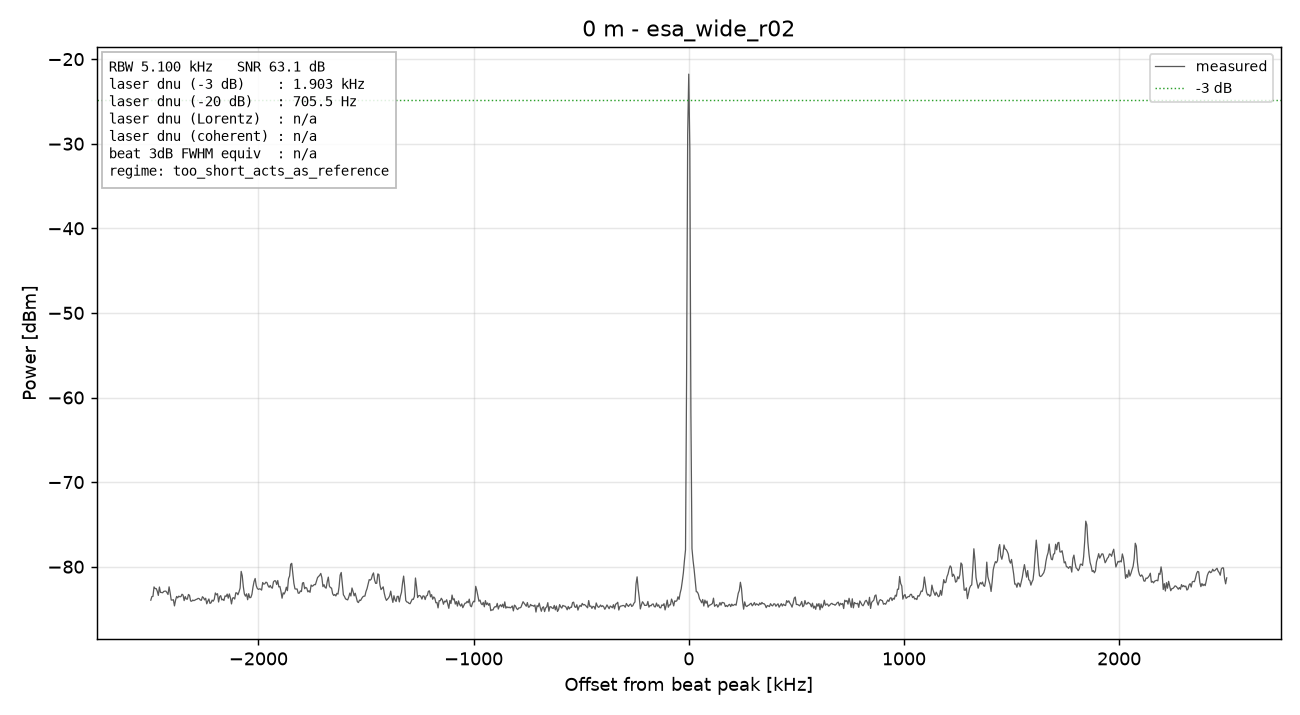 0 m - esa_wide_r02
RBW 5.100 kHz   SNR 63.1 dB
laser dnu (-3 dB)    : 1.903 kHz
laser dnu (-20 dB)   : 705.5 Hz
laser dnu (Lorentz)  : n/a
laser dnu (coherent) : n/a
beat 3dB FWHM equiv  : n/a
regime: too_short_acts_as_reference
measured
-3 dB
Power [dBm]
−20
−30
−40
−50
−60
−70
−80
−2000
−1000
0
1000
2000
Offset from beat peak [kHz]